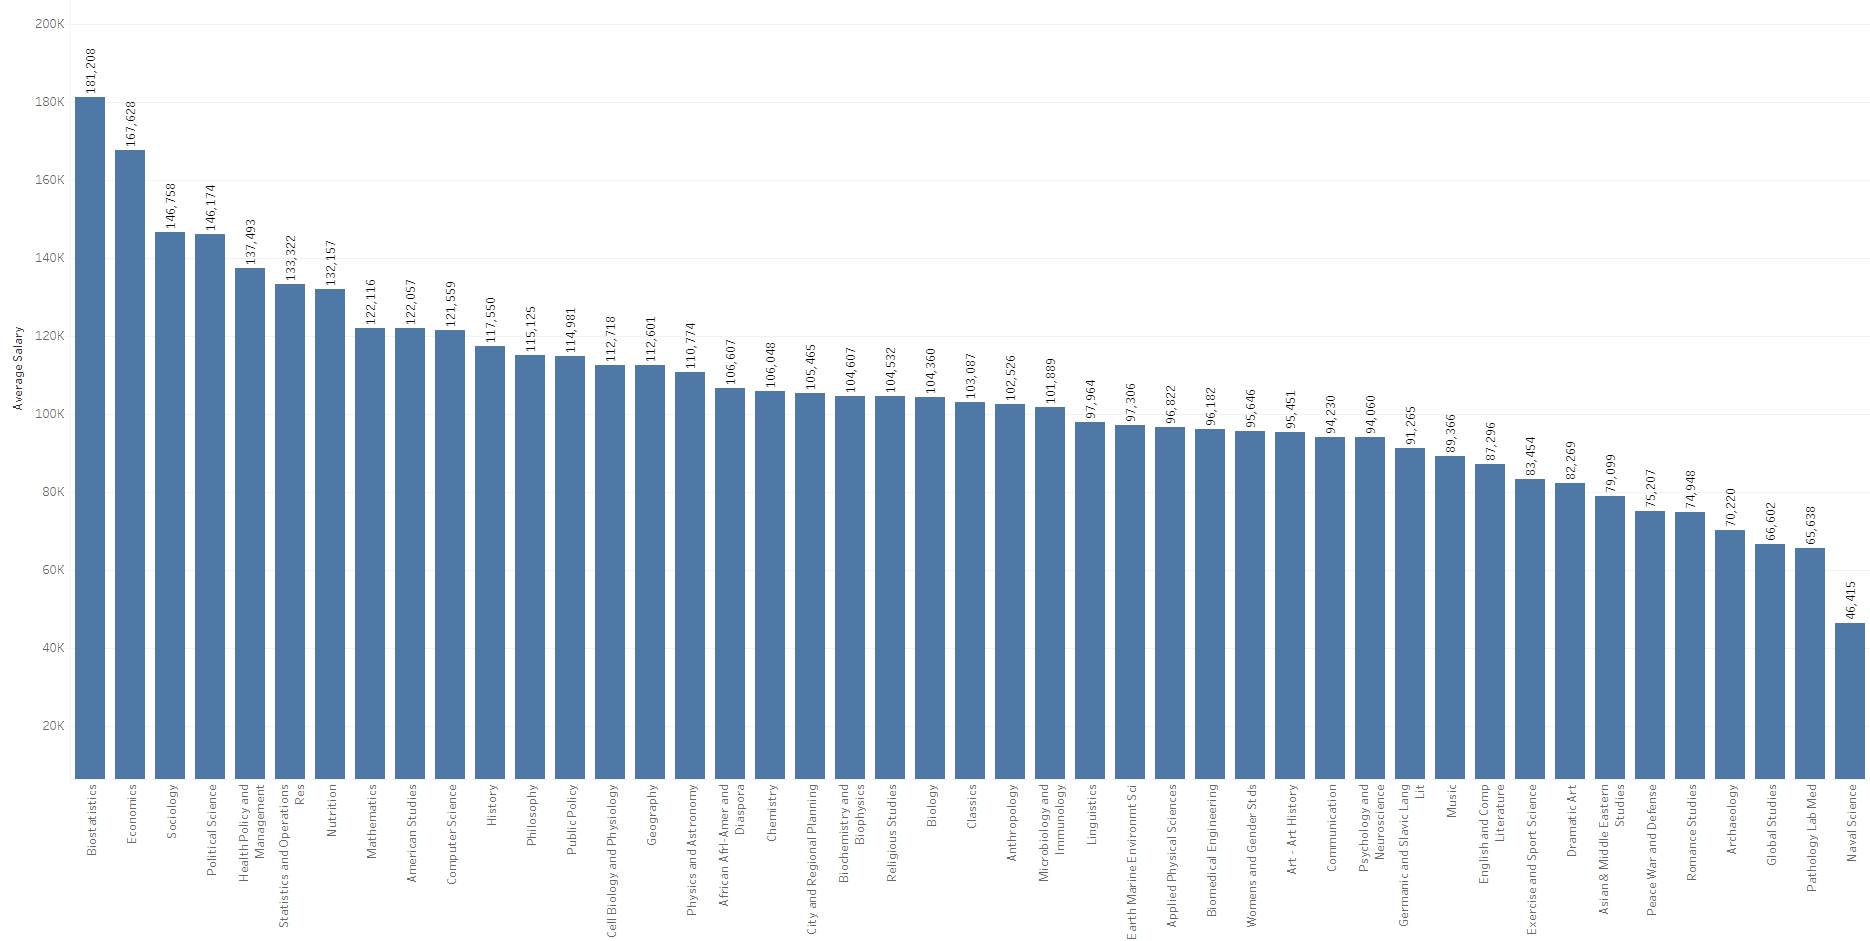 200K
180K
160K
140K
120K
100K
80K
60K
40K
20K
Average Salary
181,208
167,628
146,758
146,174
137,493
133,322
132,157
122,116
122,057
121,559
117,550
115,125
114,981
112,718
112,601
110,774
106,607
106,048
105,465
104,607
104,532
104,360
103,087
102,526
101,889
97,964
97,306
96,822
96,182
95,646
95,451
94,230
94,060
91,265
89,366
87,296
83,454
82,269
79,099
75,207
74,948
70,220
66,602
65,638
46,415
Biostatistics
Economics
Sociology
Political Science
Health Policy and
Management
Statistics and Operations
Res
Nutrition
Mathematics
American Studies
Computer Science
History
Philosophy
Public Policy
Cell Biology and Physiology
Geography
Physics and Astronomy
African Afri-Amer and
Diaspora
Chemistry
City and Regional Planning
Biochemistry and
Biophysics
Religious Studies
Biology
Classics
Anthropology
Microbiology and
Immunology
Linguistics
Earth Marine Environmt Sci
Applied Physical Sciences
Biomedical Engineering
Womens and Gender Stds
Art - Art History
Communication
Psychology and
Neuroscience
Germanic and Slavic Lang
Lit
Music
English and Comp
Literature
Exercise and Sport Science
Dramatic Art
Asian & Middle Eastern
Studies
Peace War and Defense
Romance Studies
Archaeology
Global Studies
Pathology Lab Med
Naval Science